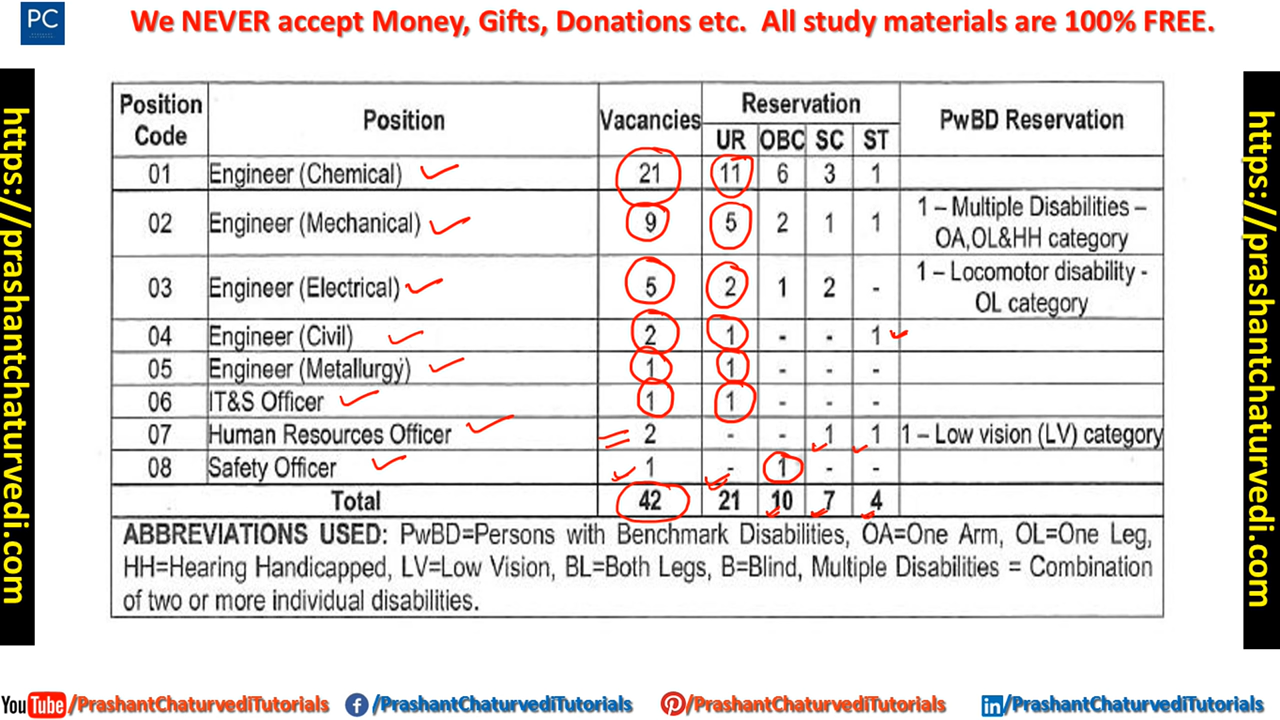 PC
We NEVER accept Money, Gifts, Donations etc. All study materials are 100% FREE.
https://prashantchaturvedi.com
https://prashantchaturvedi.com
Position Code Position Vacancies Reservation PwBD Reservation
UR OBC SC ST
01 Engineer (Chemical) 21 11 6 3 1
02 Engineer (Mechanical) 9 5 2 1 1 1 – Multiple Disabilities –
OA,OL&HH category
03 Engineer (Electrical) 5 2 1 2 - 1 – Locomotor disability -
OL category
04 Engineer (Civil) 2 1 - - 1
05 Engineer (Metallurgy) 1 1 - - -
06 IT&S Officer 1 1 - - -
07 Human Resources Officer 2 - - 1 1 1 – Low vision (LV) category
08 Safety Officer 1 - 1 - -
Total 42 21 10 7 4
ABBREVIATIONS USED: PwBD=Persons with Benchmark Disabilities, OA=One Arm, OL=One Leg,
HH=Hearing Handicapped, LV=Low Vision, BL=Both Legs, B=Blind, Multiple Disabilities = Combination
of two or more individual disabilities.
YouTube/PrashantChaturvediTutorials f/PrashantChaturvediTutorials /PrashantChaturvediTutorials in/PrashantChaturvediTutorials